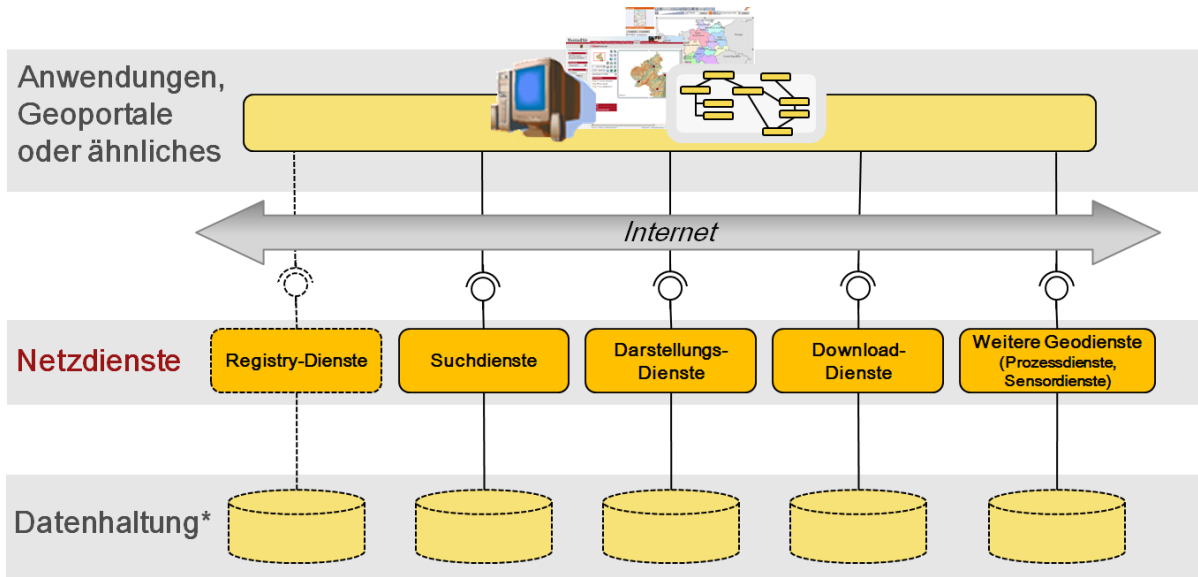 Anwendungen,
Geoportale
oder ähnliches
Internet
Netzdienste
Registry-Dienste
Suchdienste
Darstellungs-
Dienste
Download-
Dienste
Weitere Geodienste
(Prozessdienste,
Sensordienste)
Datenhaltung*